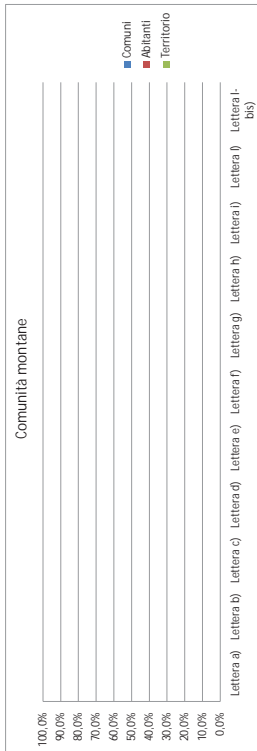 Comunità montane
100,0%
90,0%
80,0%
70,0%
60,0%
50,0%
40,0%
30,0%
20,0%
10,0%
0,0%
Lettera a) Lettera b) Lettera c) Lettera d) Lettera e) Lettera f) Lettera g) Lettera h) Lettera i) Lettera l) Lettera l-
bis)
Comuni
Abitanti
Territorio